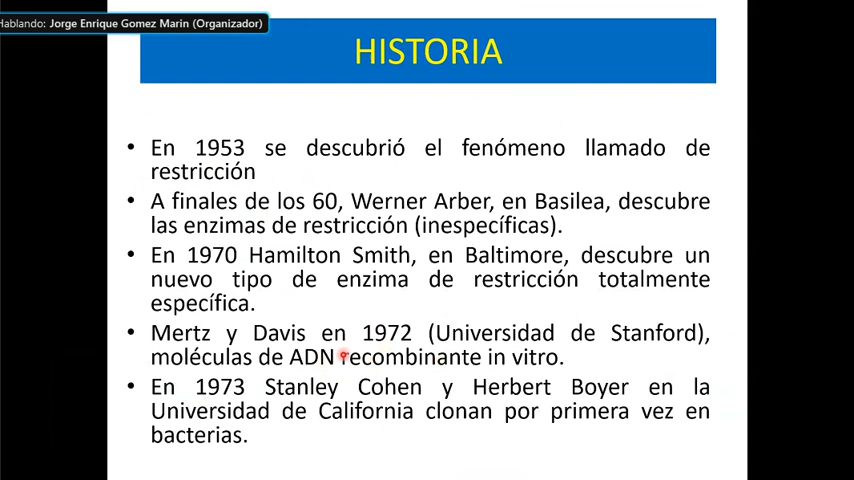 Hablando: Jorge Enrique Gomez Marin (Organizador)
HISTORIA
• En 1953 se descubrió el fenómeno llamado de
restricción
• A finales de los 60, Werner Arber, en Basilea, descubre
las enzimas de restricción (inespecíficas).
• En 1970 Hamilton Smith, en Baltimore, descubre un
nuevo tipo de enzima de restricción totalmente
específica.
• Mertz y Davis en 1972 (Universidad de Stanford),
moléculas de ADN recombinante in vitro.
• En 1973 Stanley Cohen y Herbert Boyer en la
Universidad de California clonan por primera vez en
bacterias.